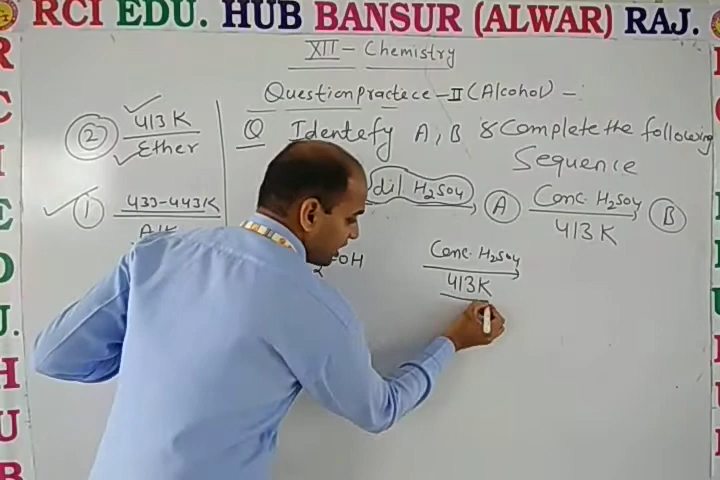 RCI EDU. HUB BANSUR (ALWAR) RAJ.
XII - Chemistry
Question practece - II (Alcohol) - :
② 413 K
Ether
① 433-443K
Q Identefy A, B & Complete the following
Sequence
dil H2SO4 A Conc. H2SO4 B
413 K
OH Conc. H2SO4
413K
R
C
I
E
D
U.
H
U
B